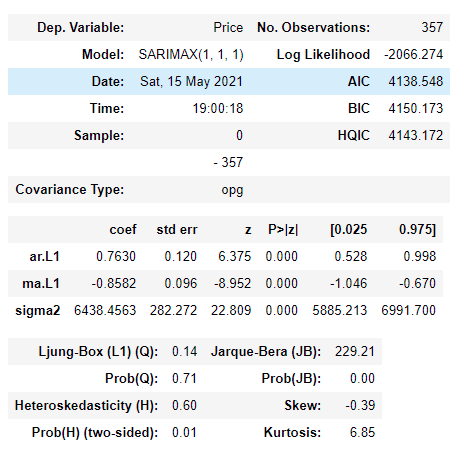 Dep. Variable: Price No. Observations: 357
Model: SARIMAX(1, 1, 1) Log Likelihood -2066.274
Date: Sat, 15 May 2021 AIC 4138.548
Time: 19:00:18 BIC 4150.173
Sample: 0 HQIC 4143.172
- 357
Covariance Type: opg
coef std err z P>|z| [0.025 0.975]
ar.L1 0.7630 0.120 6.375 0.000 0.528 0.998
ma.L1 -0.8582 0.096 -8.952 0.000 -1.046 -0.670
sigma2 6438.4563 282.272 22.809 0.000 5885.213 6991.700
Ljung-Box (L1) (Q): 0.14 Jarque-Bera (JB): 229.21
Prob(Q): 0.71 Prob(JB): 0.00
Heteroskedasticity (H): 0.60 Skew: -0.39
Prob(H) (two-sided): 0.01 Kurtosis: 6.85